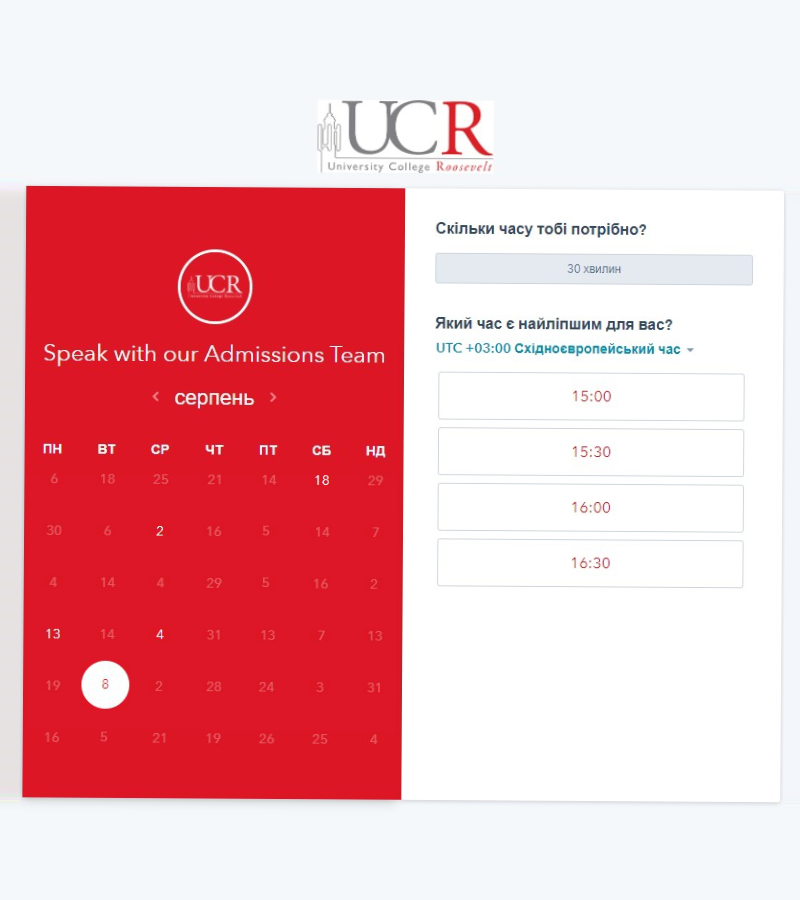 UCR
University College Roosevelt
UCR
Speak with our Admissions Team
серпень
ПН ВТ СР ЧТ ПТ СБ НД
6 18 25 21 14 18 29
30 6 2 16 5 14 7
4 14 4 29 5 16 2
13 14 4 31 13 7 13
19 8 2 28 24 3 31
16 5 21 19 26 25 4
Скільки часу тобі потрібно?
30 хвилин
Який час є найліпшим для вас?
UTC +03:00 Східноєвропейський час
15:00
15:30
16:00
16:30